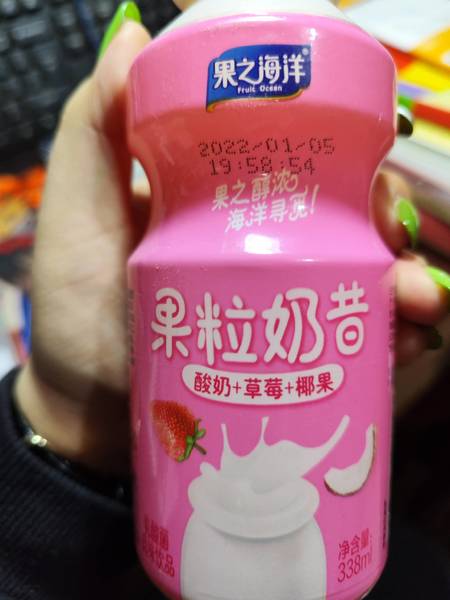 果之海洋
Fruit Ocean
2022/01/05
19:58:54
果之醇浓
海洋寻觅!
果粒奶昔
酸奶+草莓+椰果
净含量:
338ml